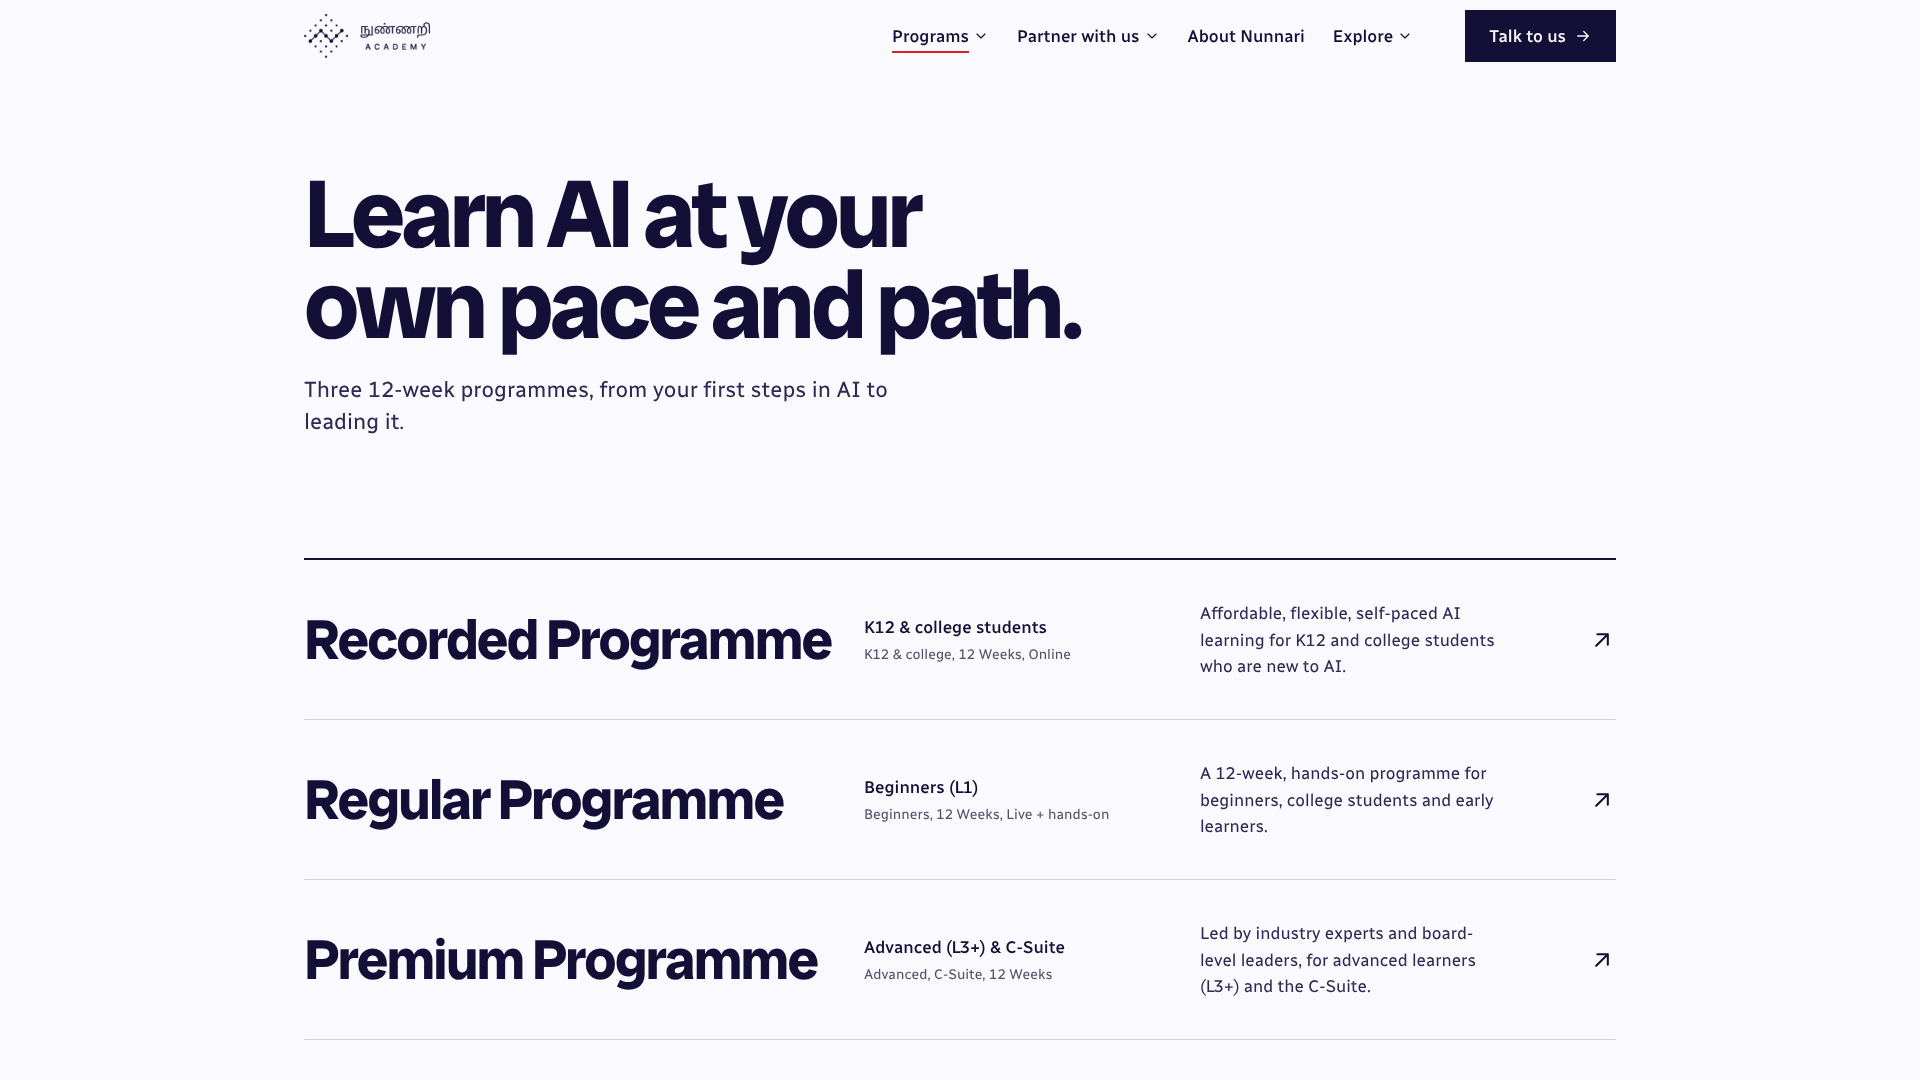 நுண்ணறி
ACADEMY
Programs
Partner with us
About Nunnari
Explore
Talk to us
Learn AI at your
own pace and path.
Three 12-week programmes, from your first steps in AI to
leading it.
Recorded Programme
K12 & college students
K12 & college, 12 Weeks, Online
Affordable, flexible, self-paced AI
learning for K12 and college students
who are new to AI.
Regular Programme
Beginners (L1)
Beginners, 12 Weeks, Live + hands-on
A 12-week, hands-on programme for
beginners, college students and early
learners.
Premium Programme
Advanced (L3+) & C-Suite
Advanced, C-Suite, 12 Weeks
Led by industry experts and board-
level leaders, for advanced learners
(L3+) and the C-Suite.